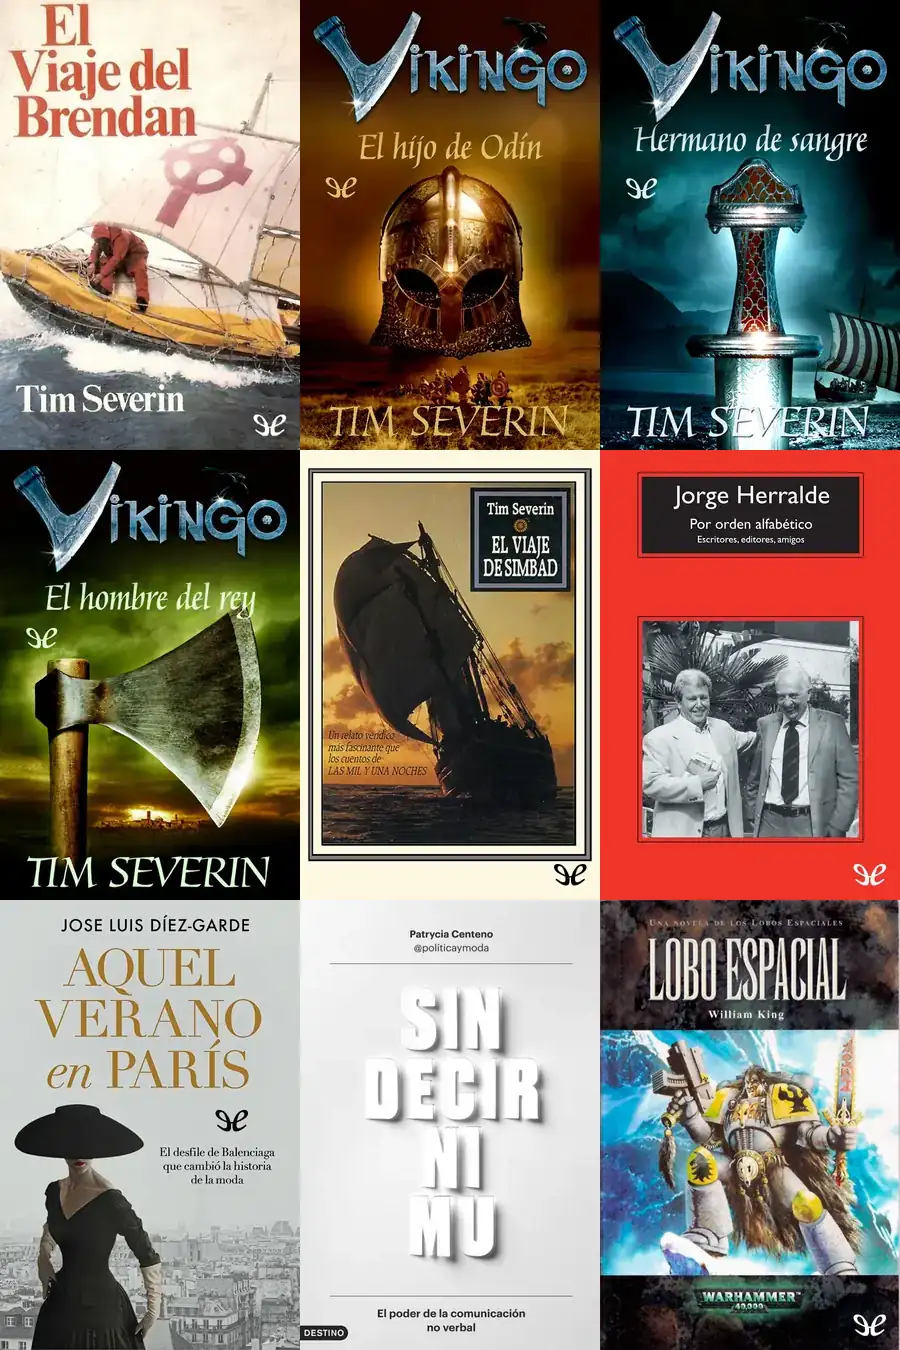 El
Viaje del
Brendan
Tim Severin
VIKINGO
El hijo de Odín
TIM SEVERIN
VIKINGO
Hermano de sangre
TIM SEVERIN
VIKINGO
El hombre del rey
TIM SEVERIN
Tim Severin
EL VIAJE
DE SIMBAD
Un relato verídico
más fascinante que
los cuentos de
LAS MIL Y UNA NOCHES
Jorge Herralde
Por orden alfabético
Escritores, editores, amigos
JOSE LUIS DÍEZ-GARDE
AQUEL
VERANO
en PARÍS
El desfile de Balenciaga
que cambió la historia
de la moda
Patrycia Centeno
@politicaymoda
SIN
DECIR
NI
MU
El poder de la comunicación
no verbal
DESTINO
UNA NOVELA DE LOS LOBOS ESPACIALES
LOBO ESPACIAL
William King
WARHAMMER
40,000